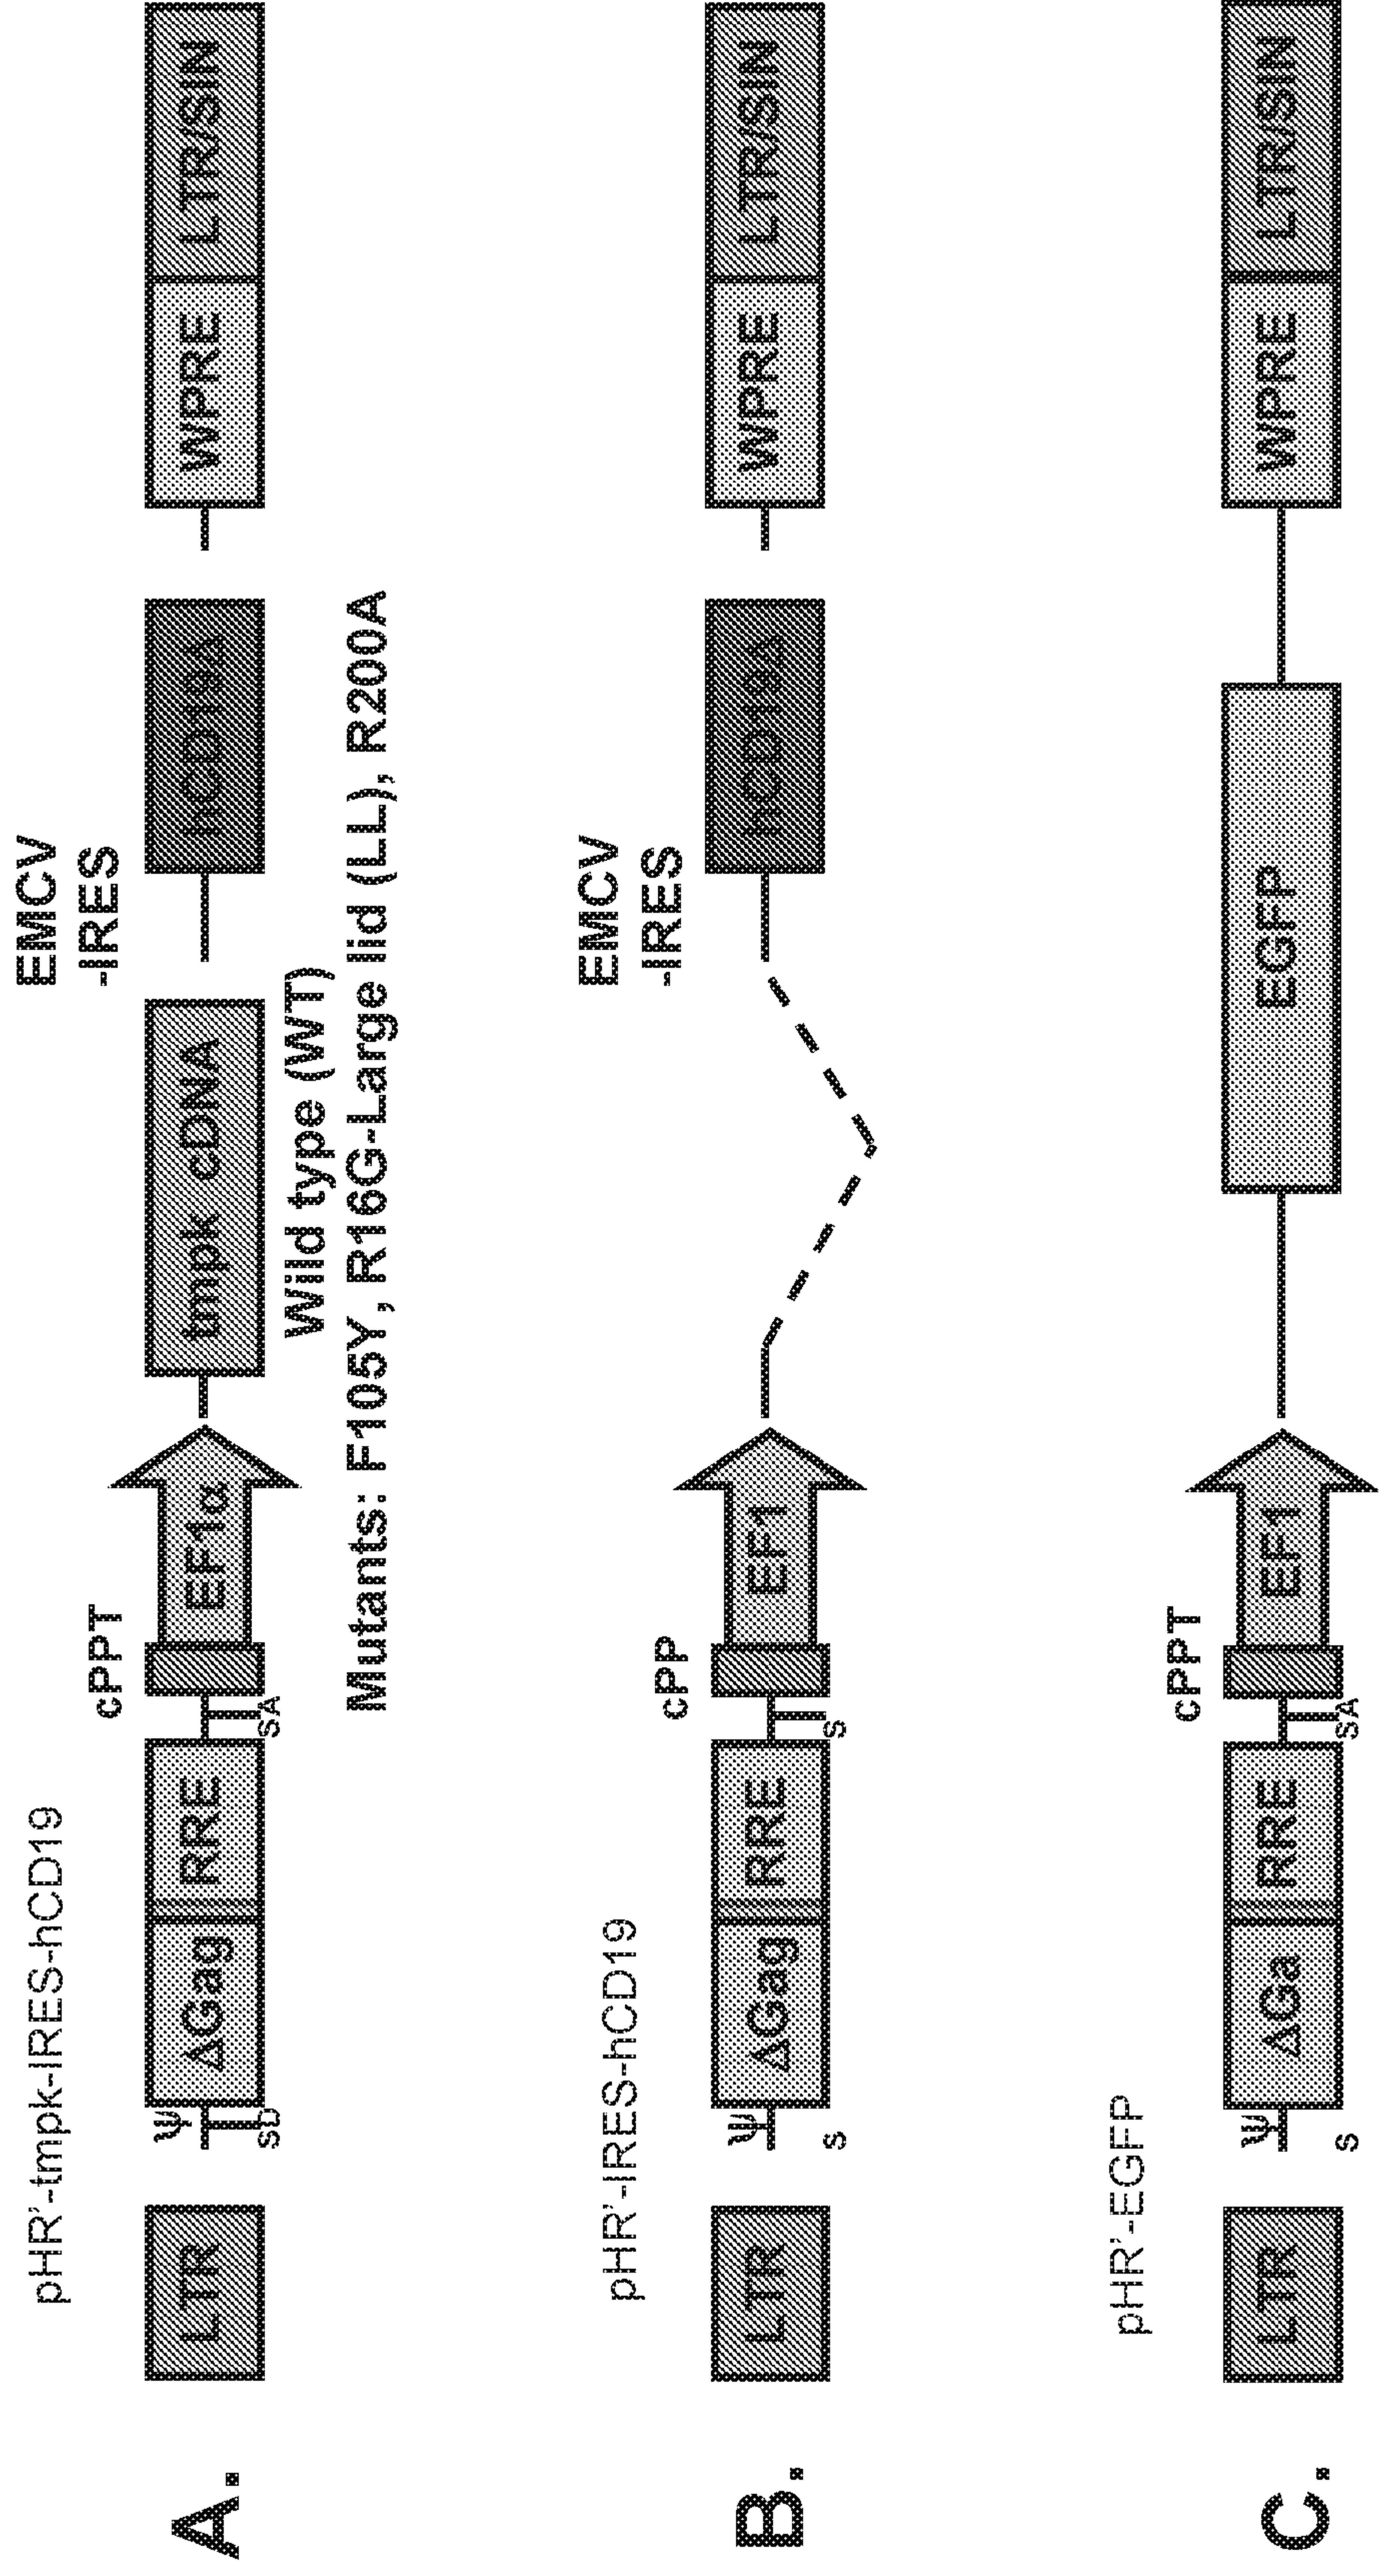 A.
pHR’-tmpk-IRES-hCD19
LTR
Ψ
SD
ΔGag
RRE
SA
cPPT
EF1α
tmpk cDNA
Wild type (WT)
Mutants: F105Y, R16G-Large lid (LL), R200A
EMCV
-IRES
hCD19Δ
WPRE
LTR/SIN
B.
pHR’-IRES-hCD19
LTR
Ψ
S
ΔGag
RRE
S
cPP
EF1
EMCV
-IRES
hCD19Δ
WPRE
LTR/SIN
C.
pHR’-EGFP
LTR
Ψ
S
ΔGa
RRE
SA
cPPT
EF1
EGFP
WPRE
LTR/SIN